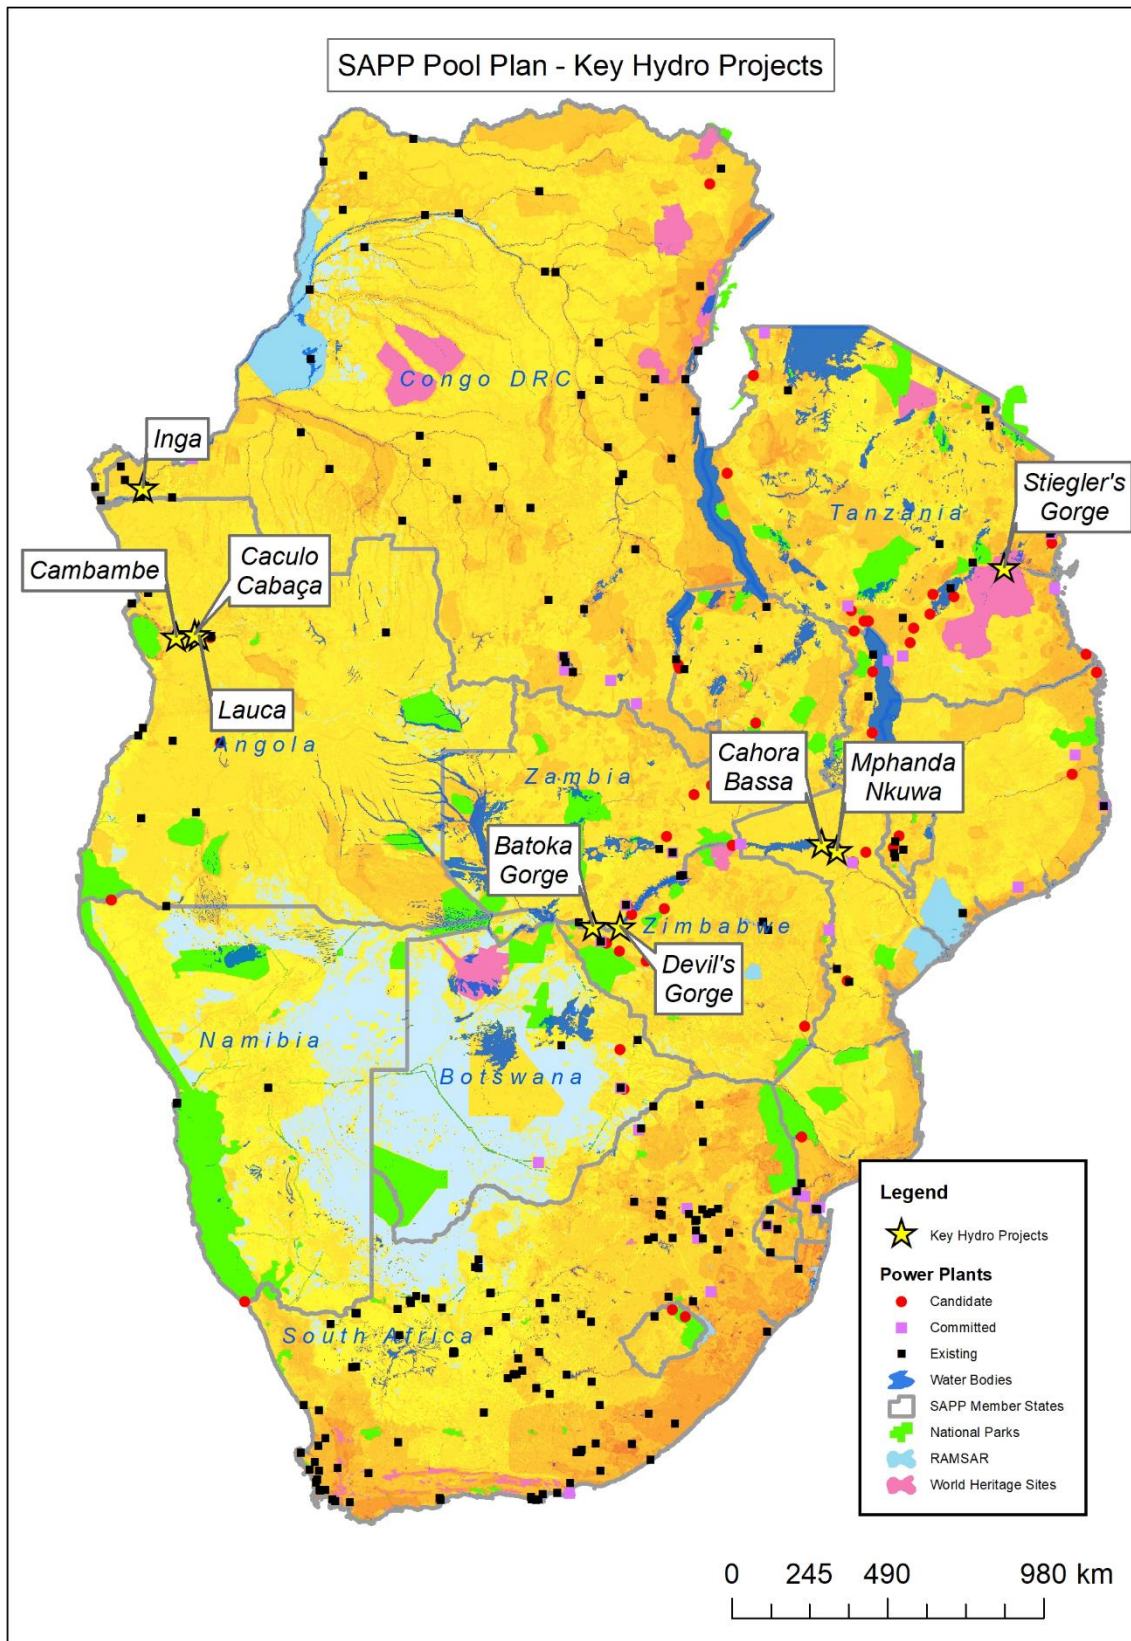 SAPP Pool Plan - Key Hydro Projects
Congo DRC
Inga
Stiegler's
Gorge
Tanzania
Cambambe
Caculo
Cabaça
Lauca
Angola
Zambia
Cahora
Bassa
Mphanda
Nkuwa
Batoka
Gorge
Zimbabwe
Devil's
Gorge
Namibia
Botswana
South Africa
Legend
Key Hydro Projects
Power Plants
Candidate
Committed
Existing
Water Bodies
SAPP Member States
National Parks
RAMSAR
World Heritage Sites
0 245 490 980 km